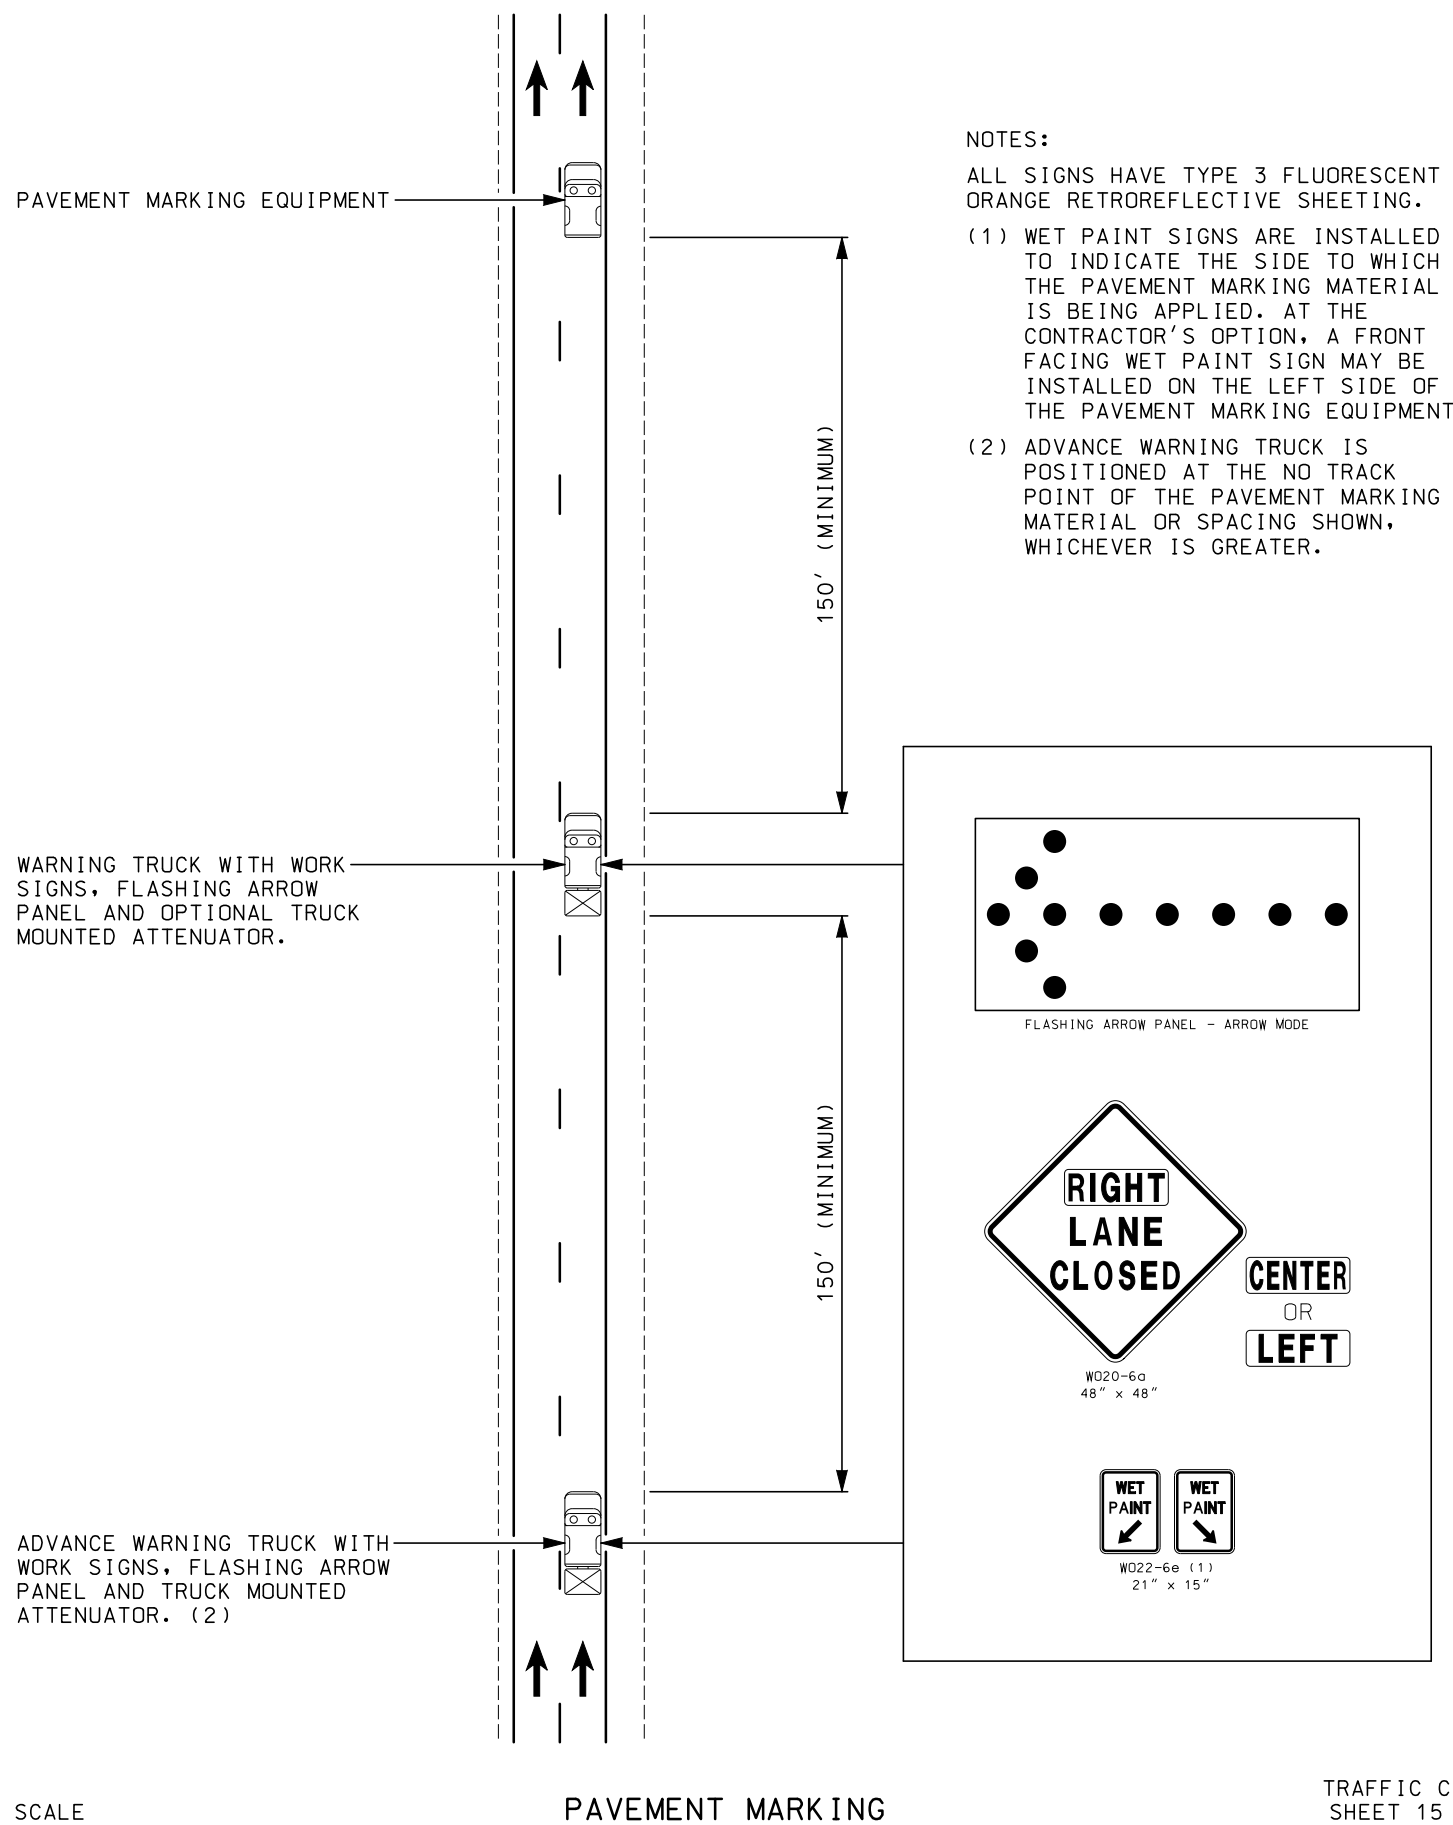 NOTES:
ALL SIGNS HAVE TYPE 3 FLUORESCENT
ORANGE RETROREFLECTIVE SHEETING.
(1) WET PAINT SIGNS ARE INSTALLED
TO INDICATE THE SIDE TO WHICH
THE PAVEMENT MARKING MATERIAL
IS BEING APPLIED. AT THE
CONTRACTOR'S OPTION, A FRONT
FACING WET PAINT SIGN MAY BE
INSTALLED ON THE LEFT SIDE OF
THE PAVEMENT MARKING EQUIPMENT
(2) ADVANCE WARNING TRUCK IS
POSITIONED AT THE NO TRACK
POINT OF THE PAVEMENT MARKING
MATERIAL OR SPACING SHOWN,
WHICHEVER IS GREATER.
PAVEMENT MARKING EQUIPMENT
150' (MINIMUM)
WARNING TRUCK WITH WORK
SIGNS, FLASHING ARROW
PANEL AND OPTIONAL TRUCK
MOUNTED ATTENUATOR.
150' (MINIMUM)
ADVANCE WARNING TRUCK WITH
WORK SIGNS, FLASHING ARROW
PANEL AND TRUCK MOUNTED
ATTENUATOR. (2)
FLASHING ARROW PANEL - ARROW MODE
RIGHT
LANE
CLOSED
CENTER
OR
LEFT
WO20-6a
48" x 48"
WET
PAINT
WET
PAINT
WO22-6e (1)
21" x 15"
SCALE
PAVEMENT MARKING
TRAFFIC C
SHEET 15